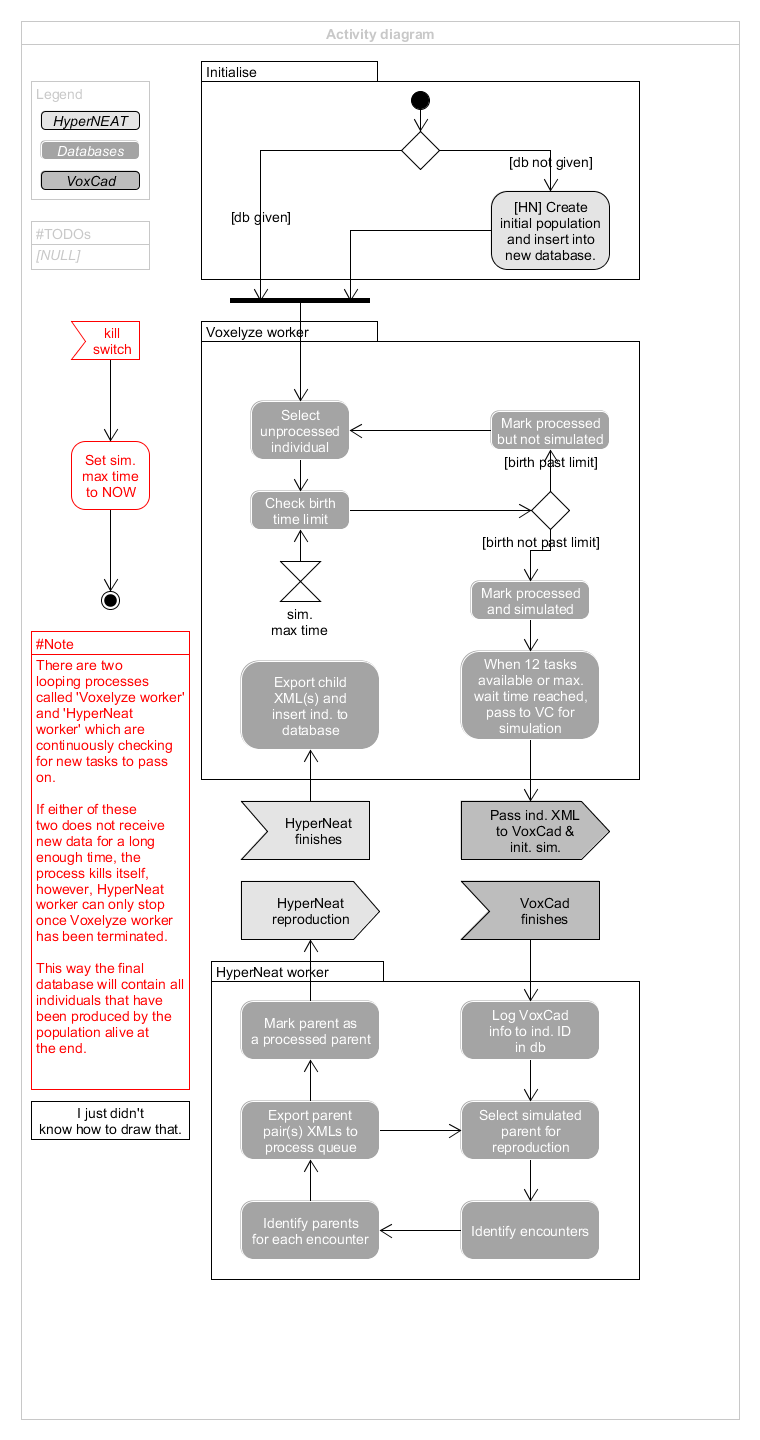 Activity diagram
Legend
HyperNEAT
Databases
VoxCad
#TODOs
[NULL]
Initialise
[db not given]
[db given]
[HN] Create
initial population
and insert into
new database.
kill
switch
Set sim.
max time
to NOW
Voxelyze worker
Select
unprocessed
individual
Mark processed
but not simulated
[birth past limit]
Check birth
time limit
[birth not past limit]
sim.
max time
Mark processed
and simulated
Export child
XML(s) and
insert ind. to
database
When 12 tasks
available or max.
wait time reached,
pass to VC for
simulation
#Note
There are two
looping processes
called 'Voxelyze worker'
and 'HyperNeat
worker' which are
continuously checking
for new tasks to pass
on.
If either of these
two does not receive
new data for a long
enough time, the
process kills itself,
however, HyperNeat
worker can only stop
once Voxelyze worker
has been terminated.
This way the final
database will contain all
individuals that have
been produced by the
population alive at
the end.
I just didn't
know how to draw that.
HyperNeat
finishes
Pass ind. XML
to VoxCad &
init. sim.
HyperNeat
reproduction
VoxCad
finishes
HyperNeat worker
Mark parent as
a processed parent
Log VoxCad
info to ind. ID
in db
Export parent
pair(s) XMLs to
process queue
Select simulated
parent for
reproduction
Identify parents
for each encounter
Identify encounters